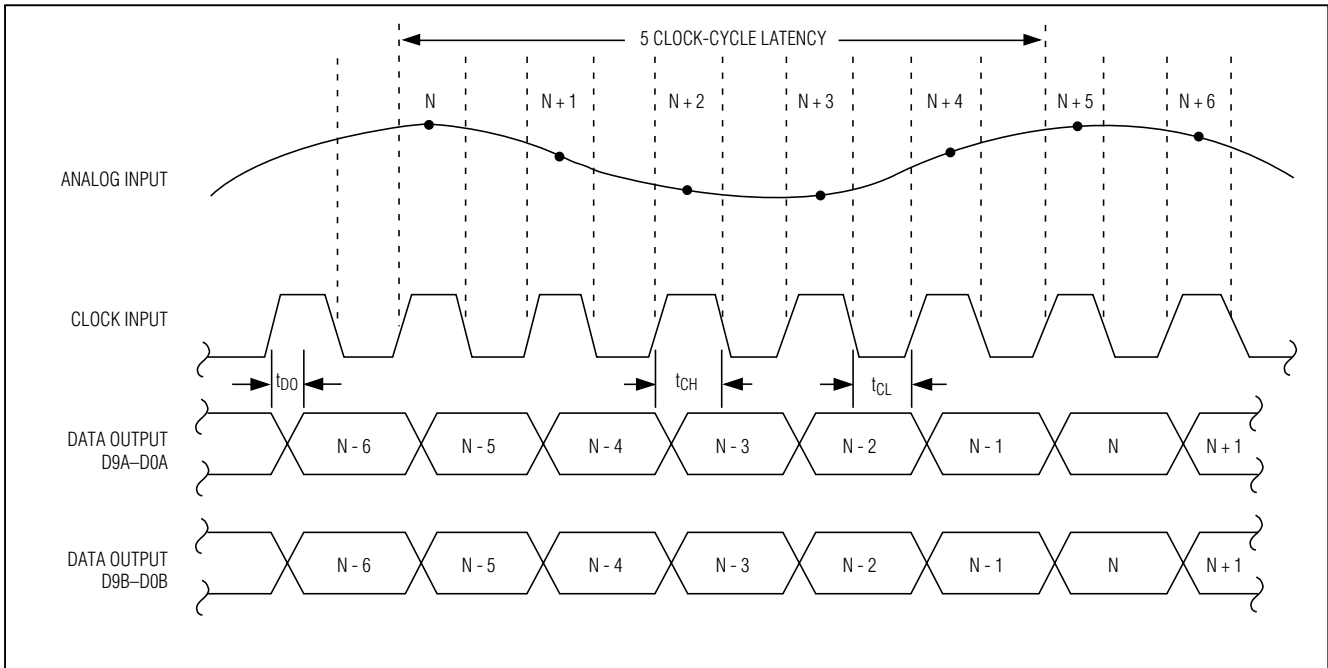 5 CLOCK-CYCLE LATENCY
N N + 1 N + 2 N + 3 N + 4 N + 5 N + 6
ANALOG INPUT
CLOCK INPUT
tDO tCH tCL
DATA OUTPUT
D9A–D0A
N - 6 N - 5 N - 4 N - 3 N - 2 N - 1 N N + 1
DATA OUTPUT
D9B–D0B
N - 6 N - 5 N - 4 N - 3 N - 2 N - 1 N N + 1